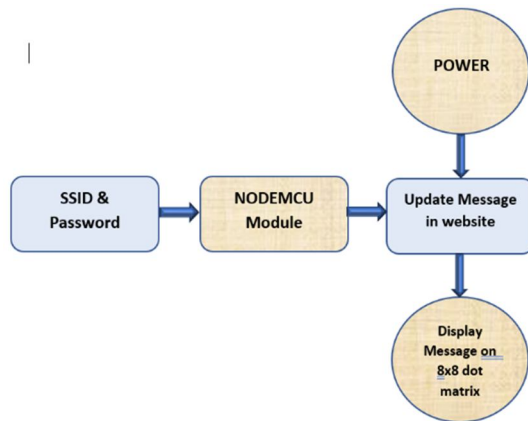 POWER
SSID &
Password
NODEMCU
Module
Update Message
in website
Display
Message on
8x8 dot
matrix